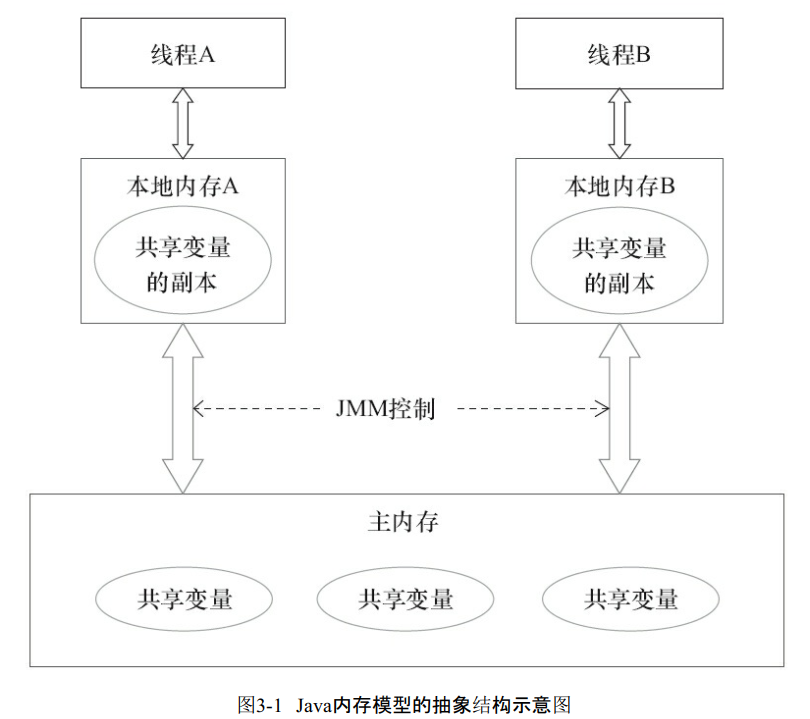 线程A
线程B
本地内存A
本地内存B
共享变量
的副本
共享变量
的副本
JMM控制
主内存
共享变量
共享变量
共享变量
图3-1 Java内存模型的抽象结构示意图